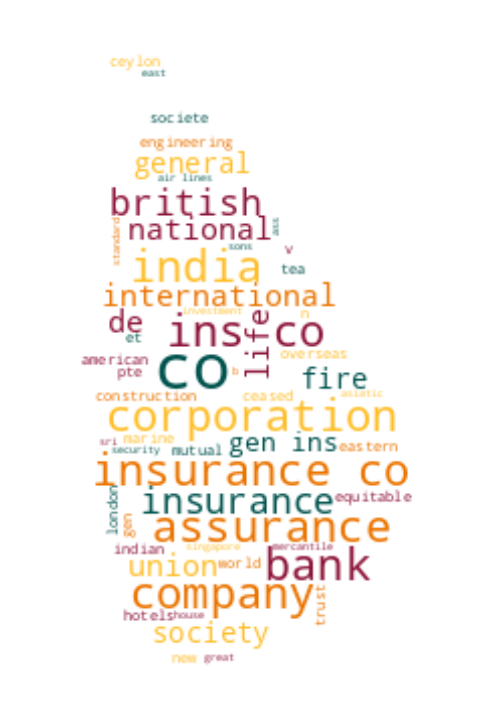 ceylon
east
societe
engineering
general
air lines
british
standard
national
ass
sons
v
india
tea
international
investment
n
de
ins co
et
life
american
co
overseas
pte
b
fire
construction
ceased
asiatic
corporation
sri
marine
security
mutual
gen ins
eastern
insurance co
london
insurance
equitable
gen
assurance
indian
singapore
mercantile
union
world
bank
company
trust
hotels
house
society
new
great